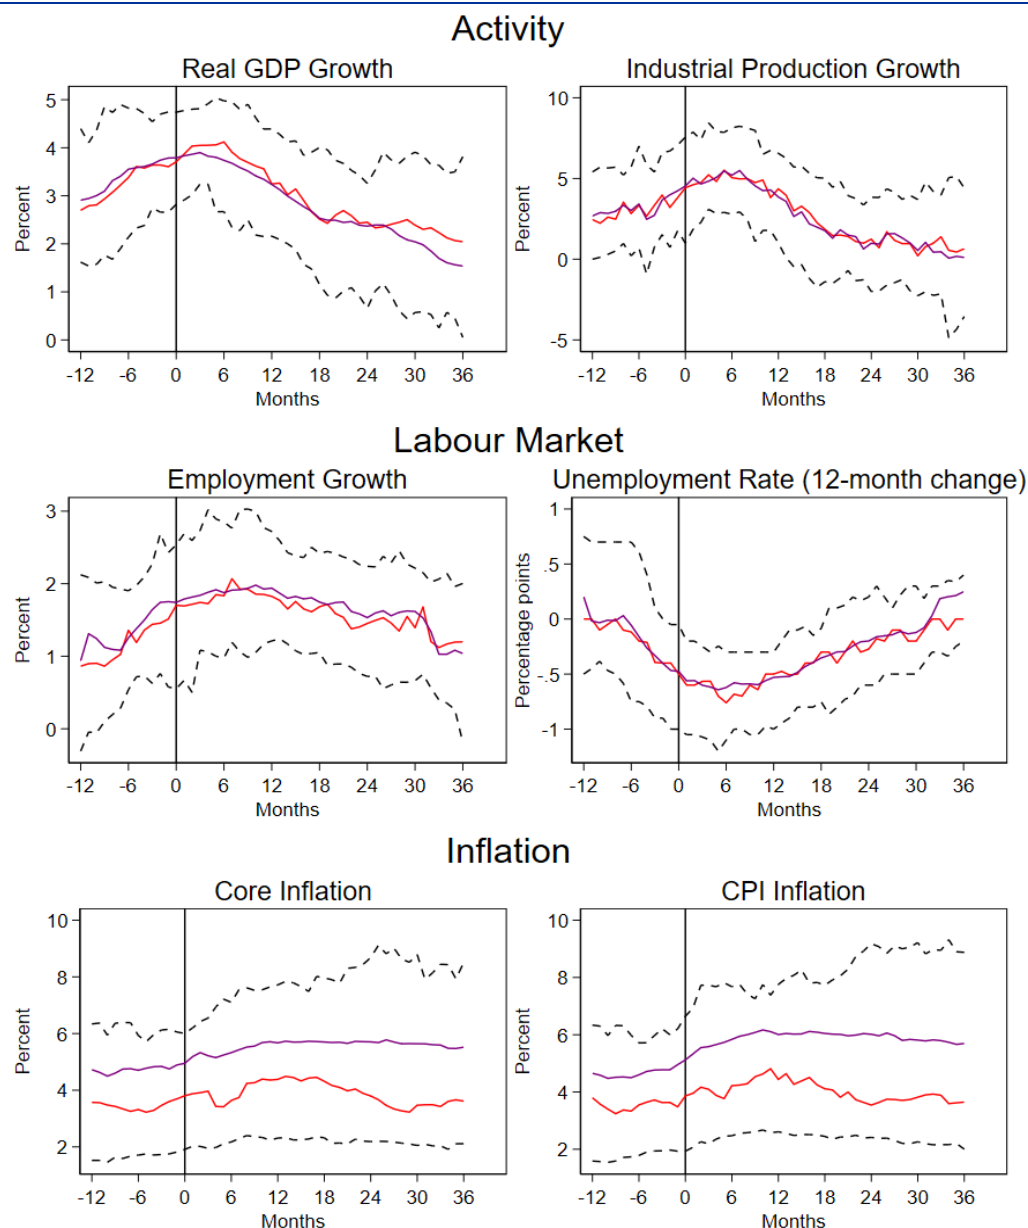 Activity
Real GDP Growth
5
4
3
2
1
0
Percent
-12 -6 0 6 12 18 24 30 36
Months
Industrial Production Growth
10
5
0
-5
Percent
-12 -6 0 6 12 18 24 30 36
Months
Labour Market
Employment Growth
3
2
1
0
Percent
-12 -6 0 6 12 18 24 30 36
Months
Unemployment Rate (12-month change)
1
.5
0
-.5
-1
Percentage points
-12 -6 0 6 12 18 24 30 36
Months
Inflation
Core Inflation
10
8
6
4
2
Percent
-12 -6 0 6 12 18 24 30 36
Months
CPI Inflation
10
8
6
4
2
Percent
-12 -6 0 6 12 18 24 30 36
Months